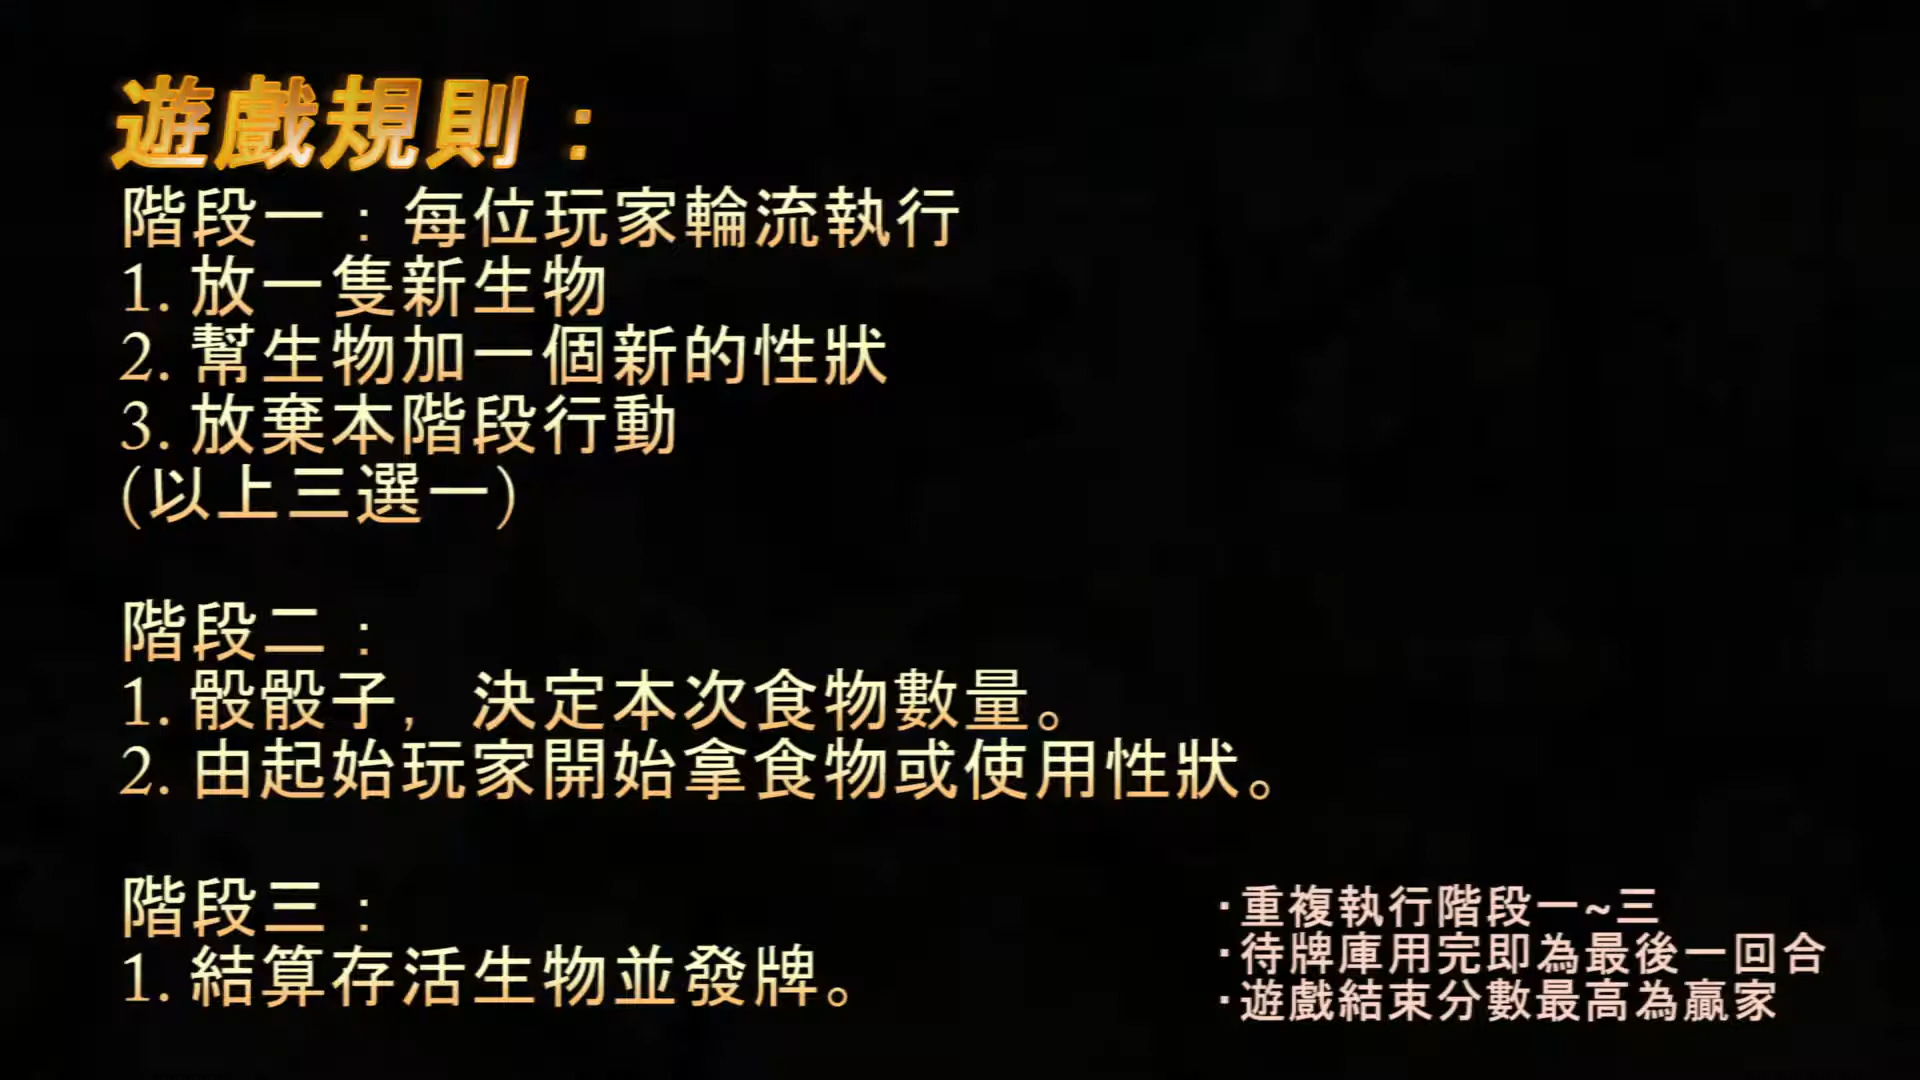 遊戲規則：
階段一：每位玩家輪流執行
1. 放一隻新生物
2. 幫生物加一個新的性狀
3. 放棄本階段行動
(以上三選一)
階段二：
1. 骰骰子，決定本次食物數量。
2. 由起始玩家開始拿食物或使用性狀。
階段三：
1. 結算存活生物並發牌。
·重複執行階段一~三
·待牌庫用完即為最後一回合
·遊戲結束分數最高為贏家